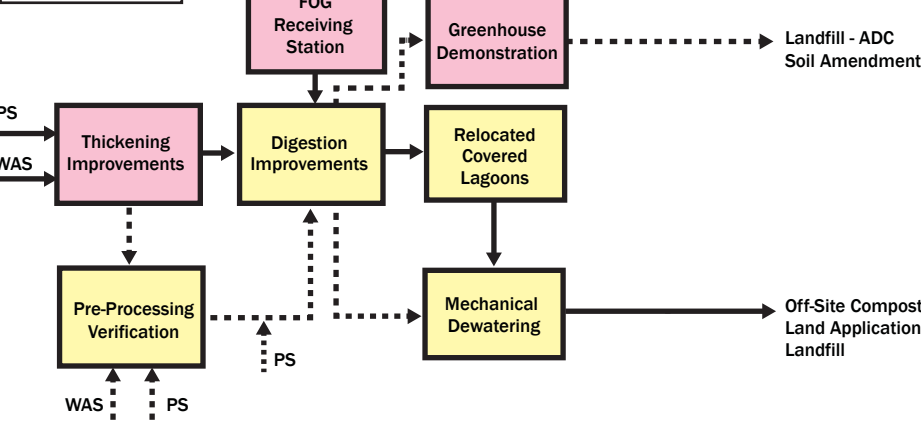 FOG
Receiving
Station
Greenhouse
Demonstration
Landfill - ADC
Soil Amendment
PS
WAS
Thickening
Improvements
Digestion
Improvements
Relocated
Covered
Lagoons
Pre-Processing
Verification
Mechanical
Dewatering
Off-Site Compost
Land Application
Landfill
PS
WAS
PS